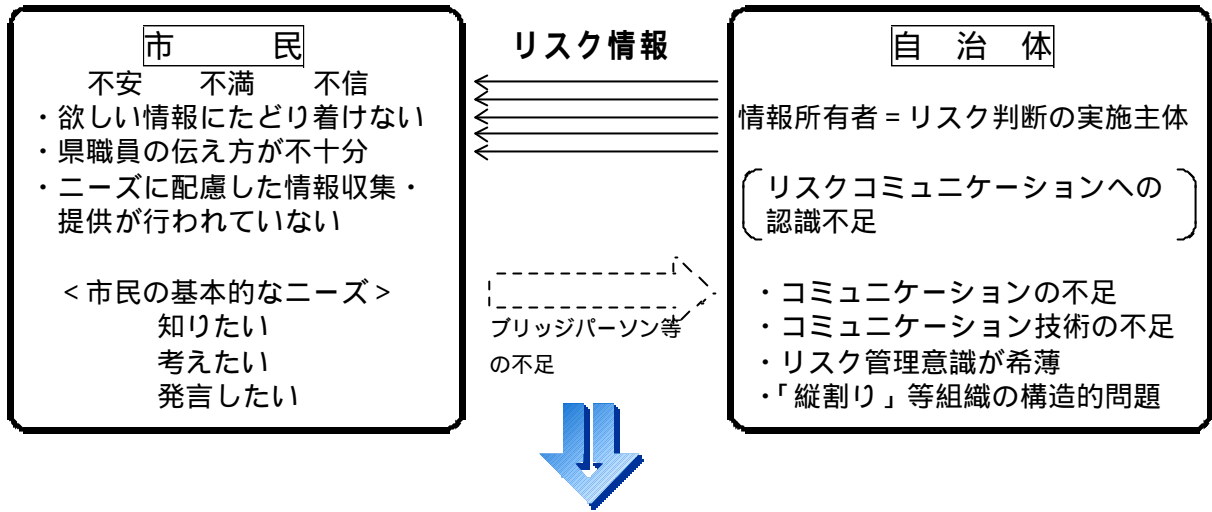 市　　民
不安　　不満　　不信
・欲しい情報にたどり着けない
・県職員の伝え方が不十分
・ニーズに配慮した情報収集・
提供が行われていない
＜市民の基本的なニーズ＞
知りたい
考えたい
発言したい
リスク情報
ブリッジパーソン等
の不足
自　治　体
情報所有者＝リスク判断の実施主体
リスクコミュニケーションへの
認識不足
・コミュニケーションの不足
・コミュニケーション技術の不足
・リスク管理意識が希薄
・「縦割り」等組織の構造的問題